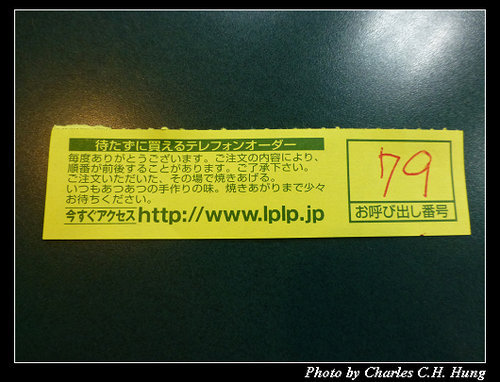 待たずに買えるテレフォンオーダー
毎度ありがとうございます。ご注文の内容により、
順番が前後することがあります。ご了承下さい。
ご注文いただいた、その場で焼きあげる。
いつもあつあつの手作りの味。焼きあがりまで少々
お待ちください。
今すぐアクセス http://www.lplp.jp
79
お呼び出し番号
Photo by Charles C.H. Hung